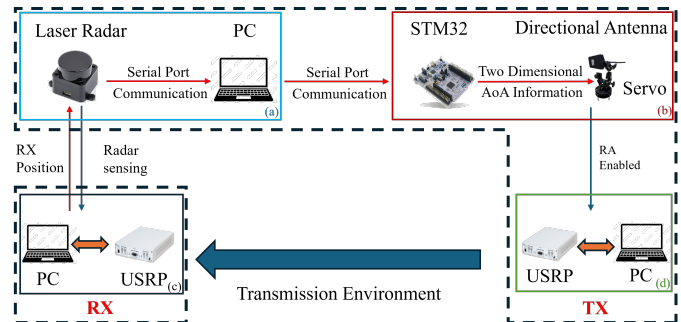 Laser Radar
PC
STM32
Directional Antenna
Serial Port
Communication
Serial Port
Communication
Two Dimensional
AoA Information
Servo
(a)
(b)
RX
Position
Radar
sensing
RA
Enabled
PC
USRP
(c)
USRP
PC
(d)
Transmission Environment
RX
TX